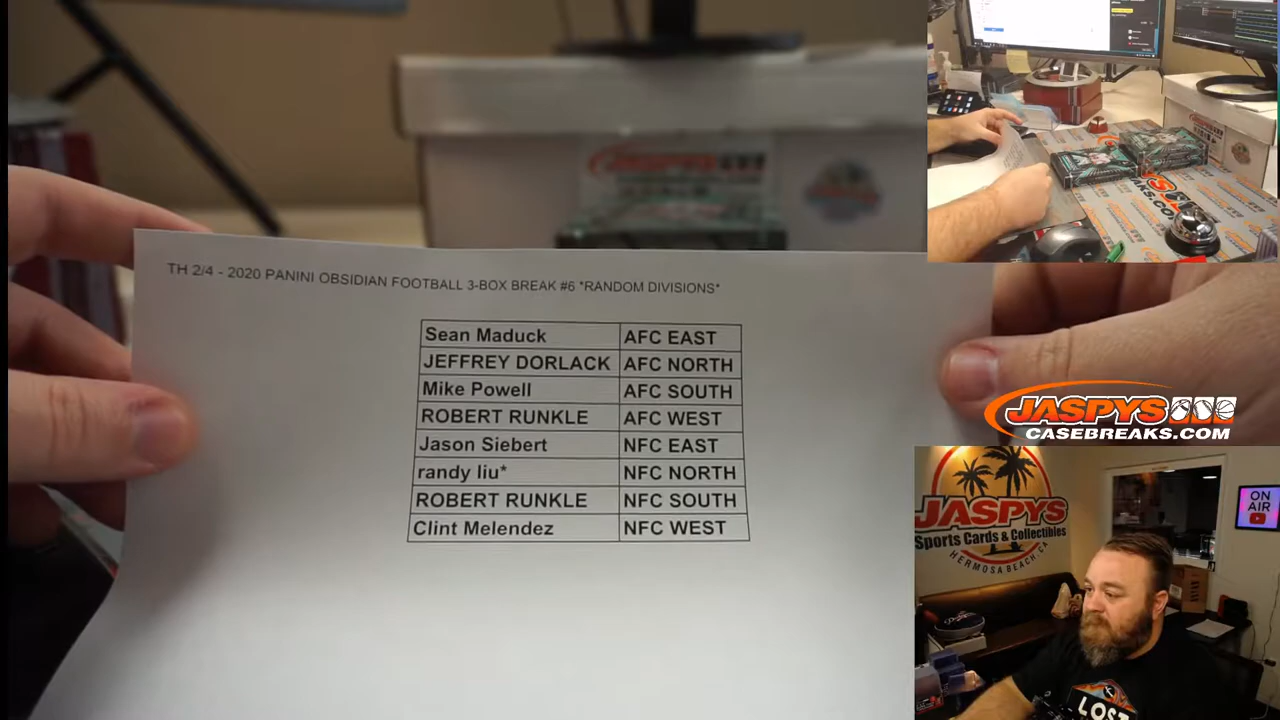 TH 2/4 - 2020 PANINI OBSIDIAN FOOTBALL 3-BOX BREAK #6 *RANDOM DIVISIONS*
Sean Maduck AFC EAST
JEFFREY DORLACK AFC NORTH
Mike Powell AFC SOUTH
ROBERT RUNKLE AFC WEST
Jason Siebert NFC EAST
randy liu* NFC NORTH
ROBERT RUNKLE NFC SOUTH
Clint Melendez NFC WEST
JASPYS
JASPYS
CASEBREAKS.COM
JASPYS
Sports Cards & Collectibles
HERMOSA BEACH, CA
ON
AIR
LOST